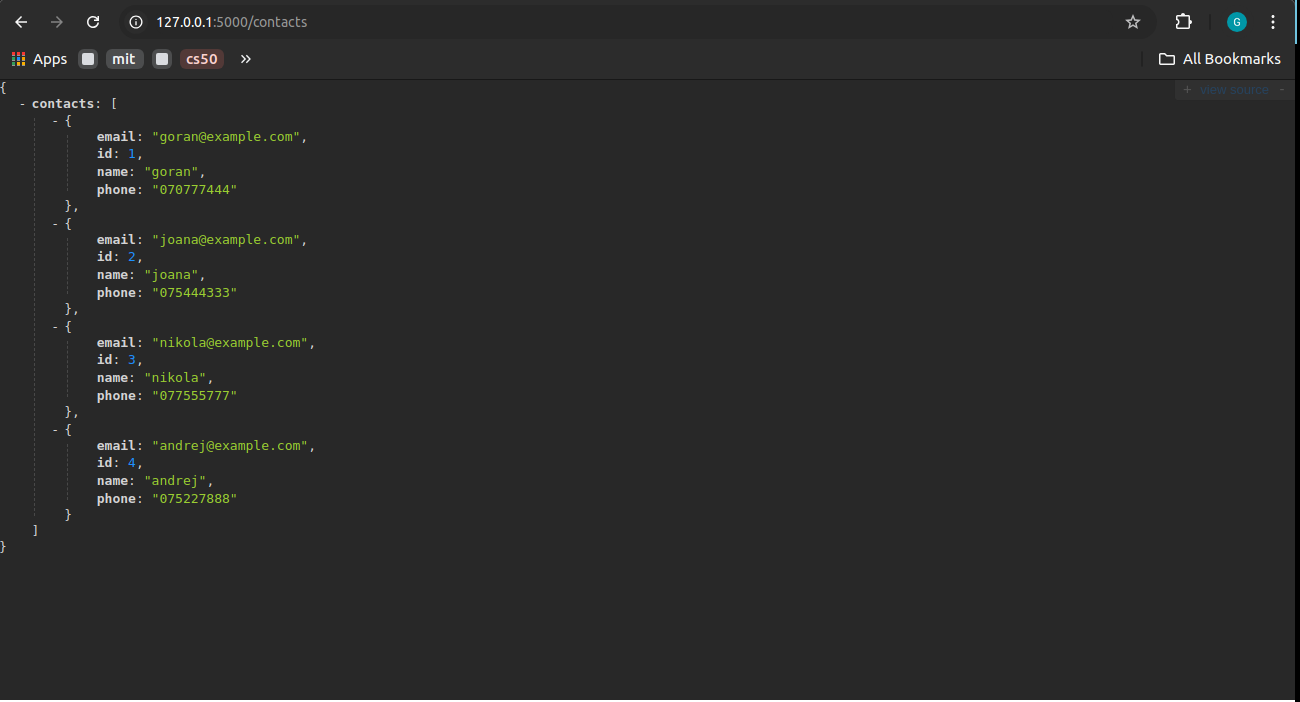 127.0.0.1:5000/contacts
G
Apps mit cs50 » All Bookmarks
{
+ view source -
- contacts: [
- {
email: "goran@example.com",
id: 1,
name: "goran",
phone: "070777444"
},
- {
email: "joana@example.com",
id: 2,
name: "joana",
phone: "075444333"
},
- {
email: "nikola@example.com",
id: 3,
name: "nikola",
phone: "077555777"
},
- {
email: "andrej@example.com",
id: 4,
name: "andrej",
phone: "075227888"
}
]
}